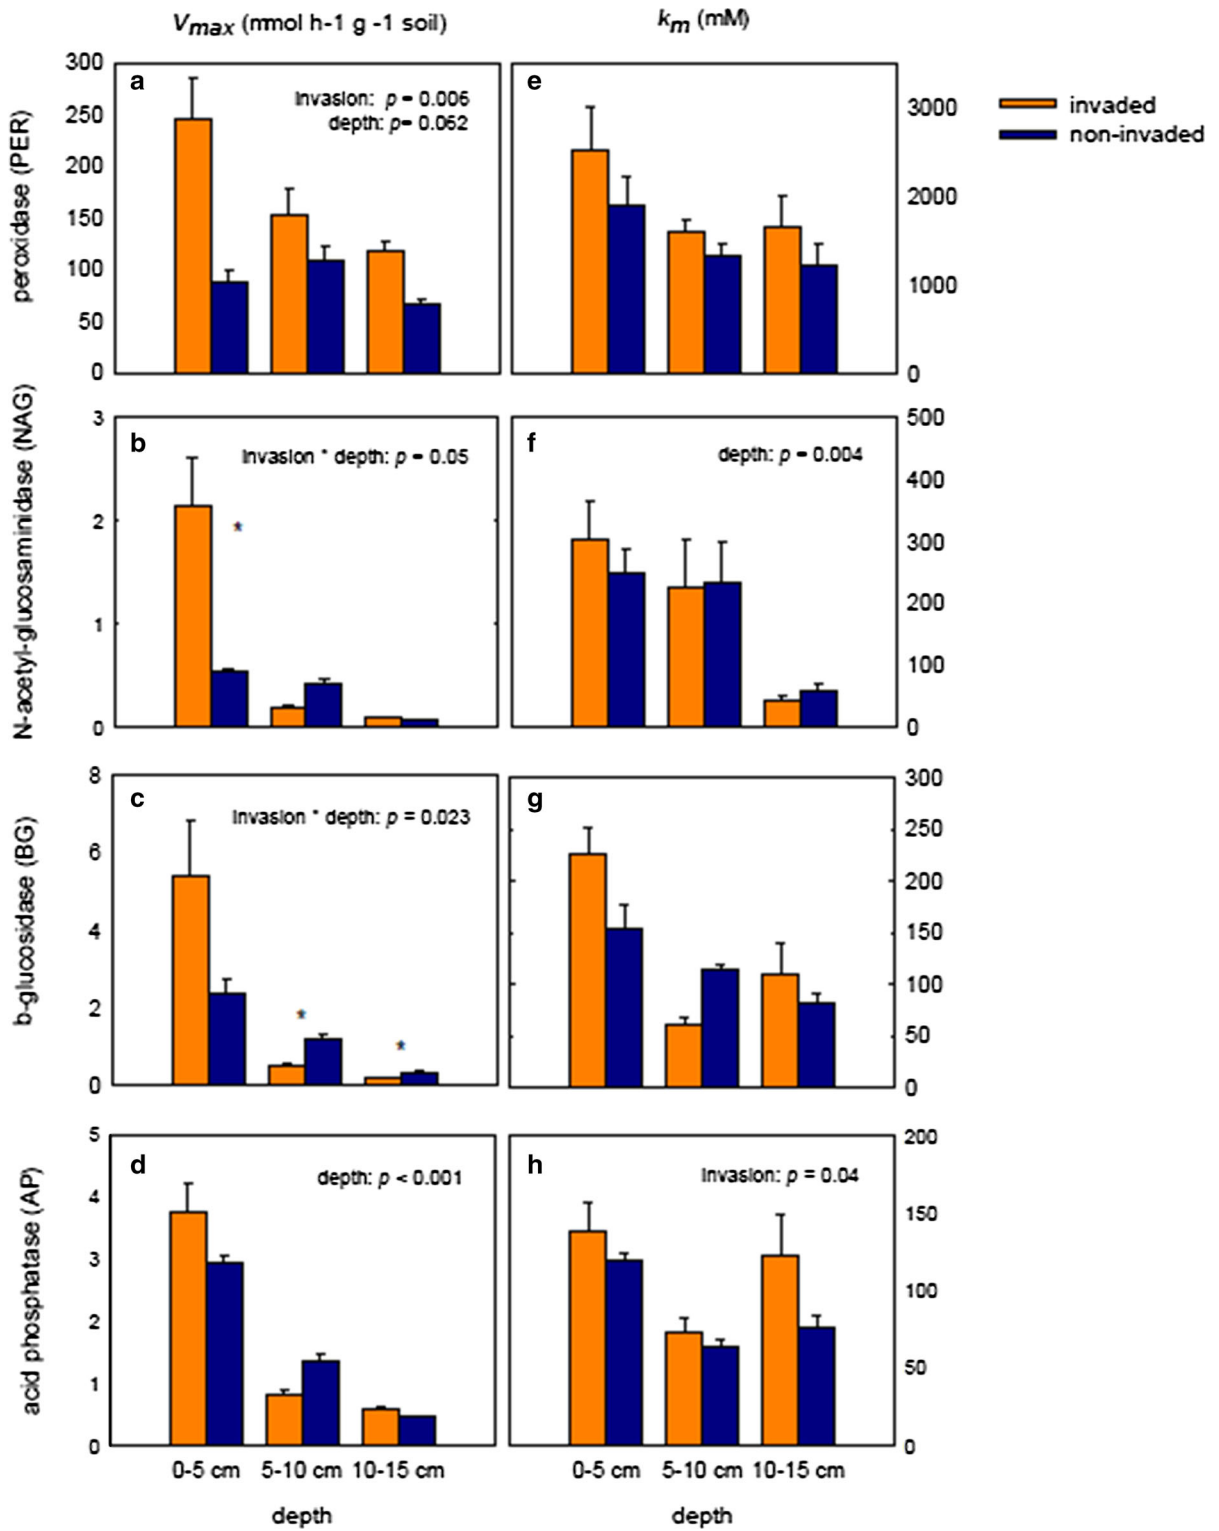 Vmax (mmol h-1 g -1 soil)
km (mM)
invaded
non-invaded
peroxidase (PER)
300
250
200
150
100
50
0
a
Invasion: p = 0.006
depth: p= 0.062
e
3000
2000
1000
0
N-acetyl-glucosaminidase (NAG)
3
2
1
0
b
Invasion * depth: p = 0.05
*
f
depth: p = 0.004
500
400
300
200
100
0
b-glucosidase (BG)
8
6
4
2
0
c
Invasion * depth: p = 0.023
*
*
g
300
250
200
150
100
50
0
acid phosphatase (AP)
5
4
3
2
1
0
d
depth: p < 0.001
h
Invasion: p = 0.04
200
150
100
50
0
0-5 cm 5-10 cm 10-15 cm
0-5 cm 5-10 cm 10-15 cm
depth
depth